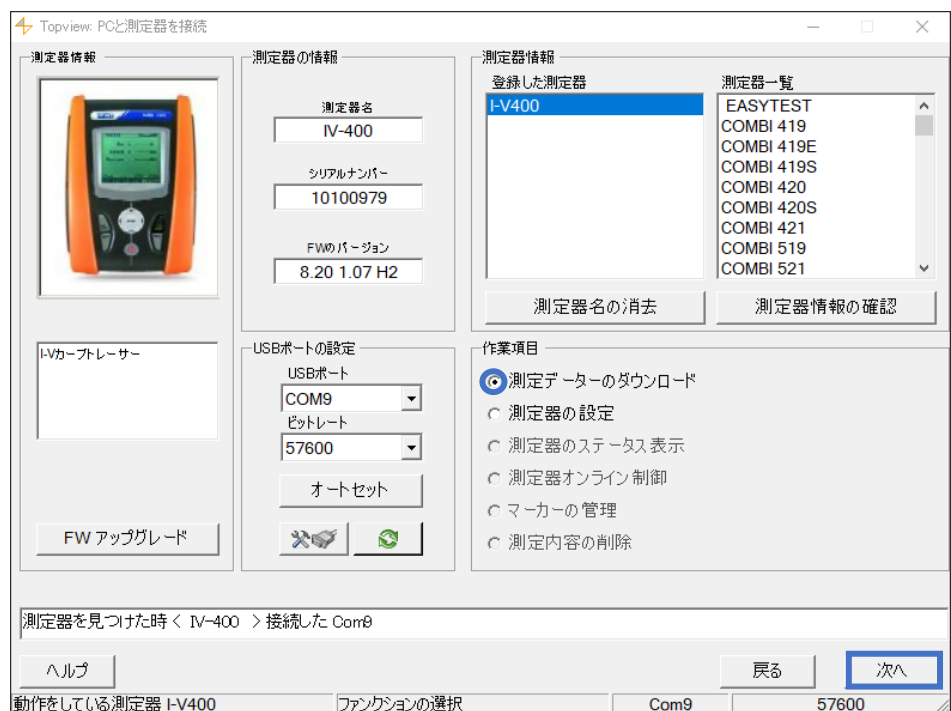 Topview: PCと測定器を接続
測定器情報
I-Vカーブトレーサー
FW アップグレード
測定器の情報
測定器名
IV-400
シリアルナンバー
10100979
FWのバージョン
8.20 1.07 H2
USBポートの設定
USBポート
COM9
ビットレート
57600
オートセット
測定器情報
登録した測定器
I-V400
測定器名の消去
測定器一覧
EASYTEST
COMBI 419
COMBI 419E
COMBI 419S
COMBI 420
COMBI 420S
COMBI 421
COMBI 519
COMBI 521
測定器情報の確認
作業項目
測定データーのダウンロード
測定器の設定
測定器のステータス表示
測定器オンライン制御
マーカーの管理
測定内容の削除
測定器を見つけた時 < IV-400 > 接続した Com9
ヘルプ
戻る
次へ
動作をしている測定器 I-V400
ファンクションの選択
Com9
57600